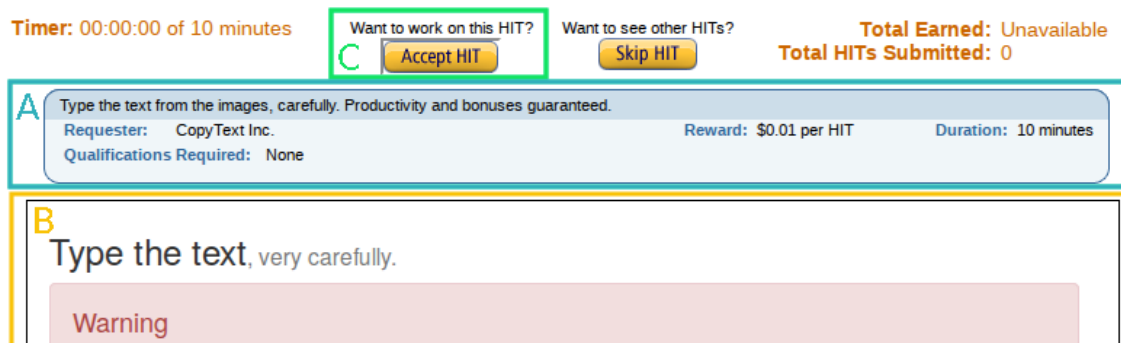 Timer: 00:00:00 of 10 minutes
Want to work on this HIT?
Want to see other HITs?
Total Earned: Unavailable
C
Accept HIT
Skip HIT
Total HITs Submitted: 0
A
Type the text from the images, carefully. Productivity and bonuses guaranteed.
Requester: CopyText Inc.
Reward: $0.01 per HIT
Duration: 10 minutes
Qualifications Required: None
B
Type the text, very carefully.
Warning